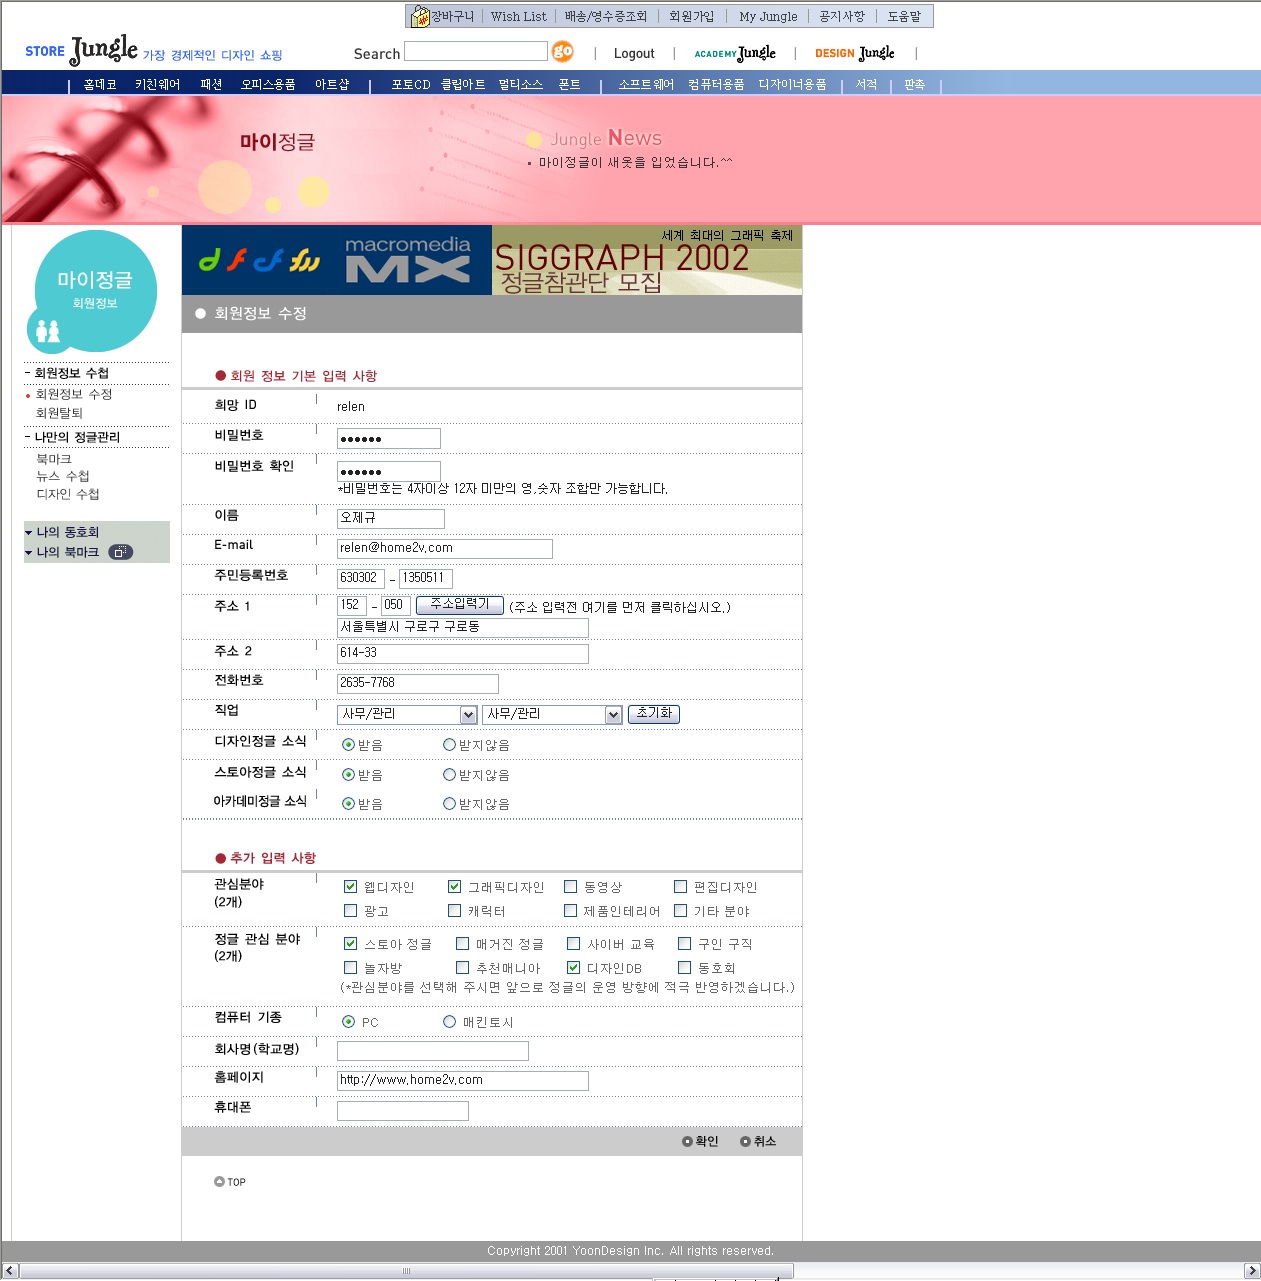 장바구니 Wish List 배송/영수증조회 회원가입 My Jungle 공지사항 도움말
STORE Jungle 가장 경제적인 디자인 쇼핑 Search go Logout ACADEMY Jungle DESIGN Jungle
홈데코 키친웨어 패션 오피스용품 아트샵 포토CD 클립아트 멀티소스 폰트 소프트웨어 컴퓨터용품 디자이너용품 서적 판촉
마이정글
Jungle News
마이정글이 새옷을 입었습니다.^^
마이정글
회원정보
- 회원정보 수첩
회원정보 수정
회원탈퇴
- 나만의 정글관리
북마크
뉴스 수첩
디자인 수첩
나의 동호회
나의 북마크
macromedia
MX
세계 최대의 그래픽 축제
SIGGRAPH 2002
정글참관단 모집
회원정보 수정
회원 정보 기본 입력 사항
희망 ID relen
비밀번호 ●●●●●●
비밀번호 확인 ●●●●●●
*비밀번호는 4자이상 12자 미만의 영,숫자 조합만 가능합니다.
이름 오제규
E-mail relen@home2v.com
주민등록번호 630302 - 1350511
주소 1 152 - 050 주소입력기 (주소 입력전 여기를 먼저 클릭하십시오.)
서울특별시 구로구 구로동
주소 2 614-33
전화번호 2635-7768
직업 사무/관리 사무/관리 초기화
디자인정글 소식 받음 받지않음
스토아정글 소식 받음 받지않음
아카데미정글 소식 받음 받지않음
추가 입력 사항
관심분야 웹디자인 그래픽디자인 동영상 편집디자인
(2개) 광고 캐릭터 제품인테리어 기타 분야
정글 관심 분야 스토아 정글 매거진 정글 사이버 교육 구인 구직
(2개) 놀자방 추천매니아 디자인DB 동호회
(*관심분야를 선택해 주시면 앞으로 정글의 운영 방향에 적극 반영하겠습니다.)
컴퓨터 기종 PC 매킨토시
회사명(학교명)
홈페이지 http://www.home2v.com
휴대폰
확인 취소
TOP
Copyright 2001 YoonDesign Inc. All rights reserved.